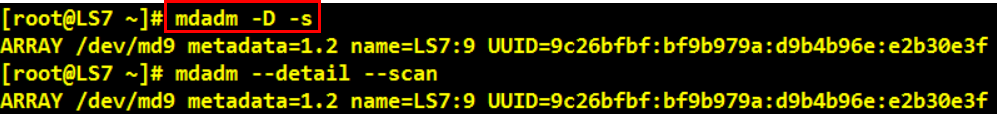 [root@LS7 ~]# mdadm -D -s
ARRAY /dev/md9 metadata=1.2 name=LS7:9 UUID=9c26bfbf:bf9b979a:d9b4b96e:e2b30e3f
[root@LS7 ~]# mdadm --detail --scan
ARRAY /dev/md9 metadata=1.2 name=LS7:9 UUID=9c26bfbf:bf9b979a:d9b4b96e:e2b30e3f